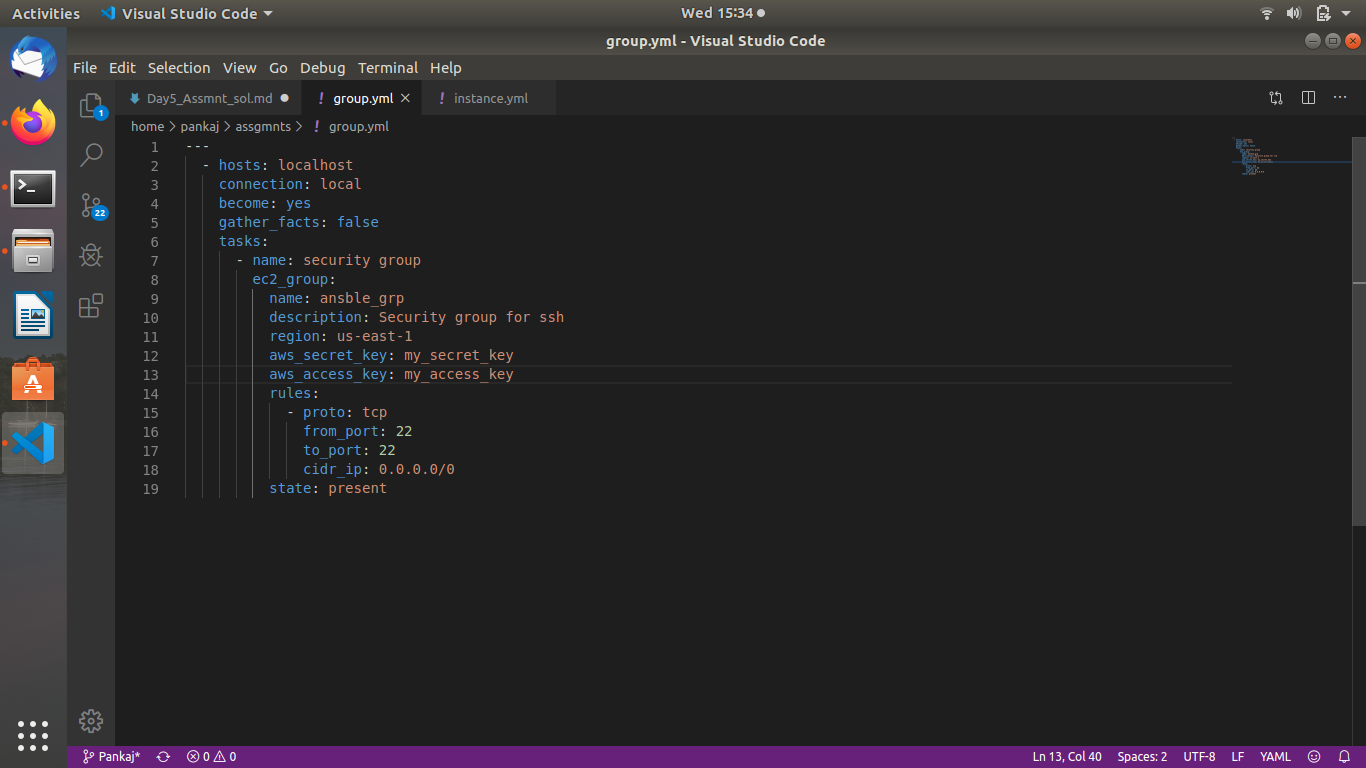 Activities Visual Studio Code Wed 15:34
group.yml - Visual Studio Code
File Edit Selection View Go Debug Terminal Help
Day5_Assmnt_sol.md group.yml instance.yml
home pankaj assgmnts group.yml
1 ---
2 - hosts: localhost
3 connection: local
4 become: yes
5 gather_facts: false
6 tasks:
7 - name: security group
8 ec2_group:
9 name: ansble_grp
10 description: Security group for ssh
11 region: us-east-1
12 aws_secret_key: my_secret_key
13 aws_access_key: my_access_key
14 rules:
15 - proto: tcp
16 from_port: 22
17 to_port: 22
18 cidr_ip: 0.0.0.0/0
19 state: present
1
22
Pankaj* 0 0 Ln 13, Col 40 Spaces: 2 UTF-8 LF YAML